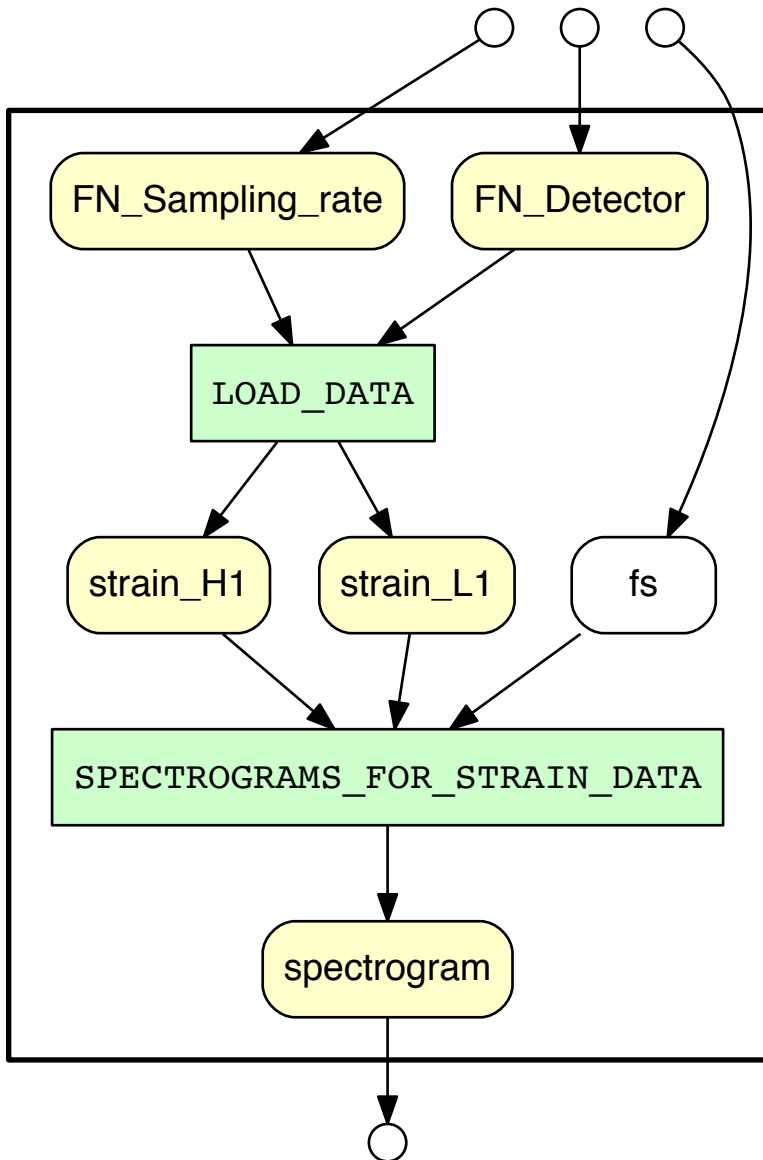 FN_Sampling_rate
FN_Detector
LOAD_DATA
strain_H1
strain_L1
fs
SPECTROGRAMS_FOR_STRAIN_DATA
spectrogram